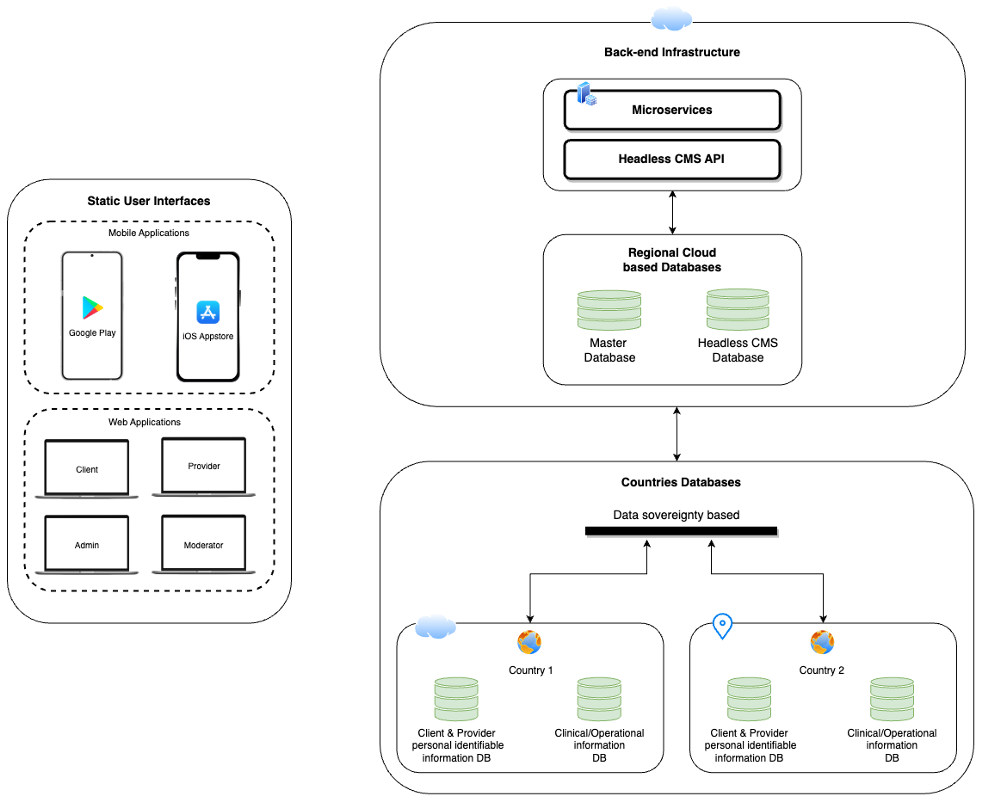 Back-end Infrastructure
Microservices
Headless CMS API
Regional Cloud
based Databases
Master
Database
Headless CMS
Database
Static User Interfaces
Mobile Applications
Google Play
iOS Appstore
Web Applications
Client
Provider
Admin
Moderator
Countries Databases
Data sovereignty based
Country 1
Client & Provider
personal identifiable
information DB
Clinical/Operational
information
DB
Country 2
Client & Provider
personal identifiable
information DB
Clinical/Operational
information
DB